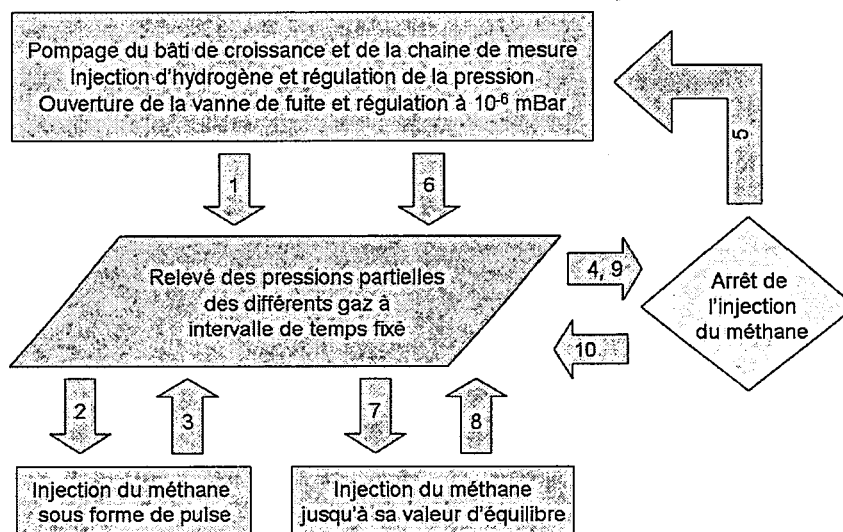 Pompage du bâti de croissance et de la chaine de mesure
Injection d'hydrogène et régulation de la pression
Ouverture de la vanne de fuite et régulation à 10⁻⁶ mBar
5
1
6
Relevé des pressions partielles
des différents gaz à
intervalle de temps fixé
4, 9
Arrêt de
l'injection
du méthane
10
2
3
7
8
Injection du méthane
sous forme de pulse
Injection du méthane
jusqu'à sa valeur d'équilibre